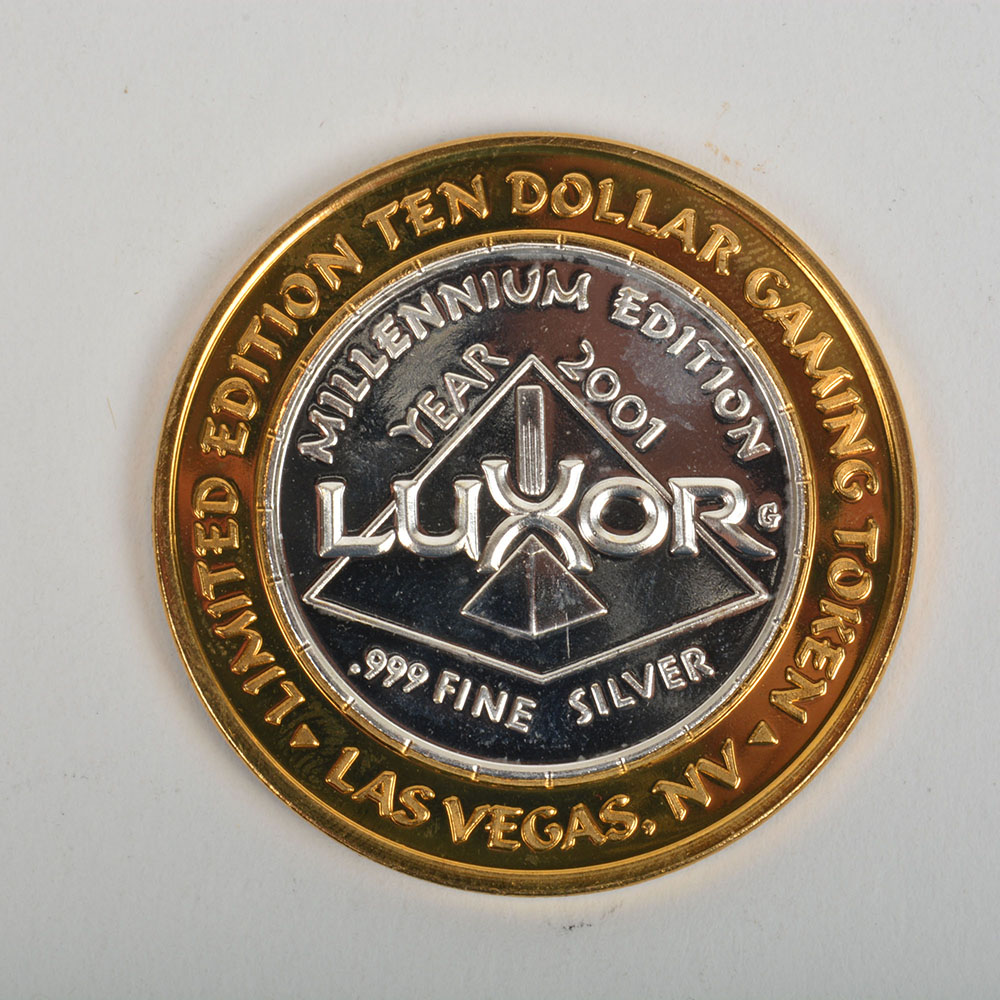 LIMITED EDITION TEN DOLLAR GAMING TOKEN
LAS VEGAS, NV
MILLENNIUM EDITION
YEAR 2001
LUXOR
G
.999 FINE SILVER